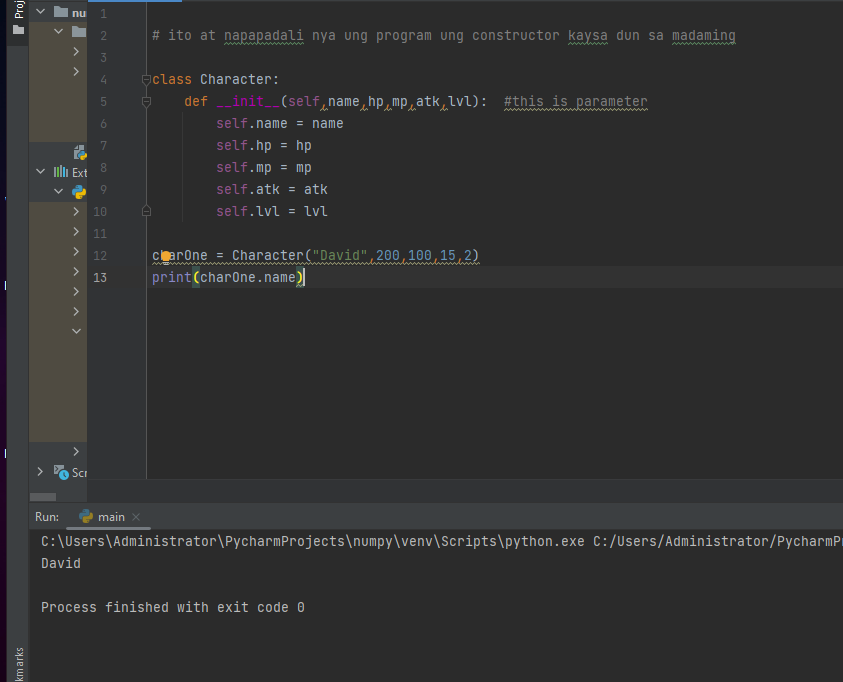 Proj
nu
1
2 # ito at napapadali nya ung program ung constructor kaysa dun sa madaming
3
4 class Character:
5 def __init__(self,name,hp,mp,atk,lvl): #this is parameter
6 self.name = name
7 self.hp = hp
8 self.mp = mp
9 self.atk = atk
10 self.lvl = lvl
11
12 charOne = Character("David",200,100,15,2)
13 print(charOne.name)
Ext
Scr
Run: main
C:\Users\Administrator\PycharmProjects\numpy\venv\Scripts\python.exe C:/Users/Administrator/PycharmPr
David
Process finished with exit code 0
kmarks